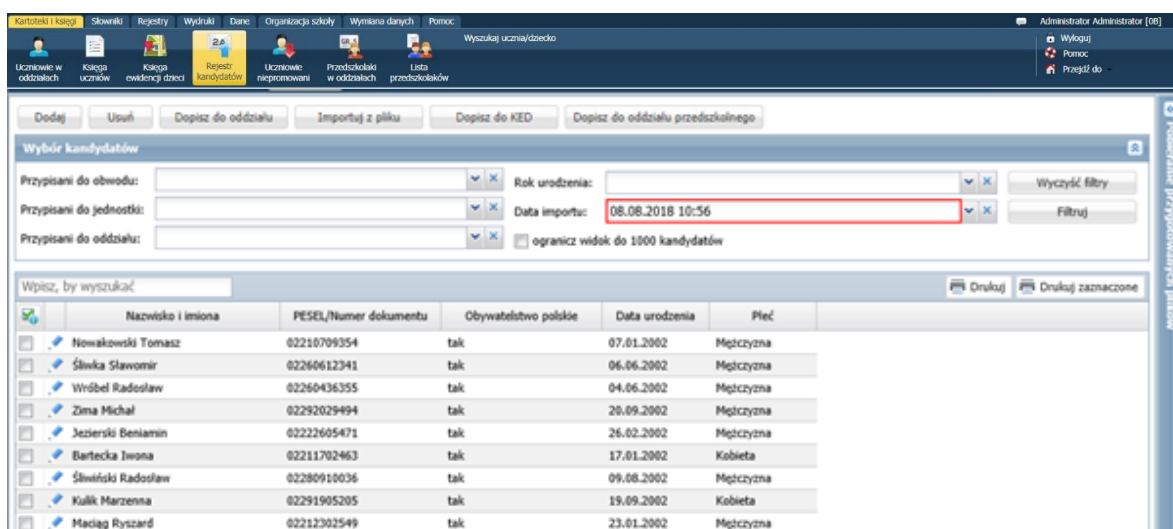 Kartoteki i księgi Słowniki Rejestry Wydruki Dane Organizacja szkoły Wymiana danych Pomoc Administrator Administrator [0B]
Uczniowie w oddziałach Księga uczniów Księga ewidencji dzieci Rejestr kandydatów Uczniowie niepromowani Przedszkolaki w oddziałach Lista przedszkolaków Wyszukaj ucznia/dziecko
Wyloguj
Pomoc
Przejdź do
Dodaj Usuń Dopisz do oddziału Importuj z pliku Dopisz do KED Dopisz do oddziału przedszkolnego
Wybór kandydatów
Przypisani do obwodu: Rok urodzenia: Wyczyść filtry
Przypisani do jednostki: Data importu: 08.08.2018 10:56 Filtruj
Przypisani do oddziału: ogranicz widok do 1000 kandydatów
Wpisz, by wyszukać Drukuj Drukuj zaznaczone
Nazwisko i imiona PESEL/Numer dokumentu Obywatelstwo polskie Data urodzenia Płeć
Nowakowski Tomasz 02210709354 tak 07.01.2002 Mężczyzna
Śliwka Sławomir 02260612341 tak 06.06.2002 Mężczyzna
Wróbel Radosław 02260436355 tak 04.06.2002 Mężczyzna
Zima Michał 02292029494 tak 20.09.2002 Mężczyzna
Jezierski Beniamin 02222605471 tak 26.02.2002 Mężczyzna
Bartecka Iwona 02211702463 tak 17.01.2002 Kobieta
Śliwiński Radosław 02280910036 tak 09.08.2002 Mężczyzna
Kulik Marzenna 02291905205 tak 19.09.2002 Kobieta
Maciąg Ryszard 02212302549 tak 23.01.2002 Mężczyzna